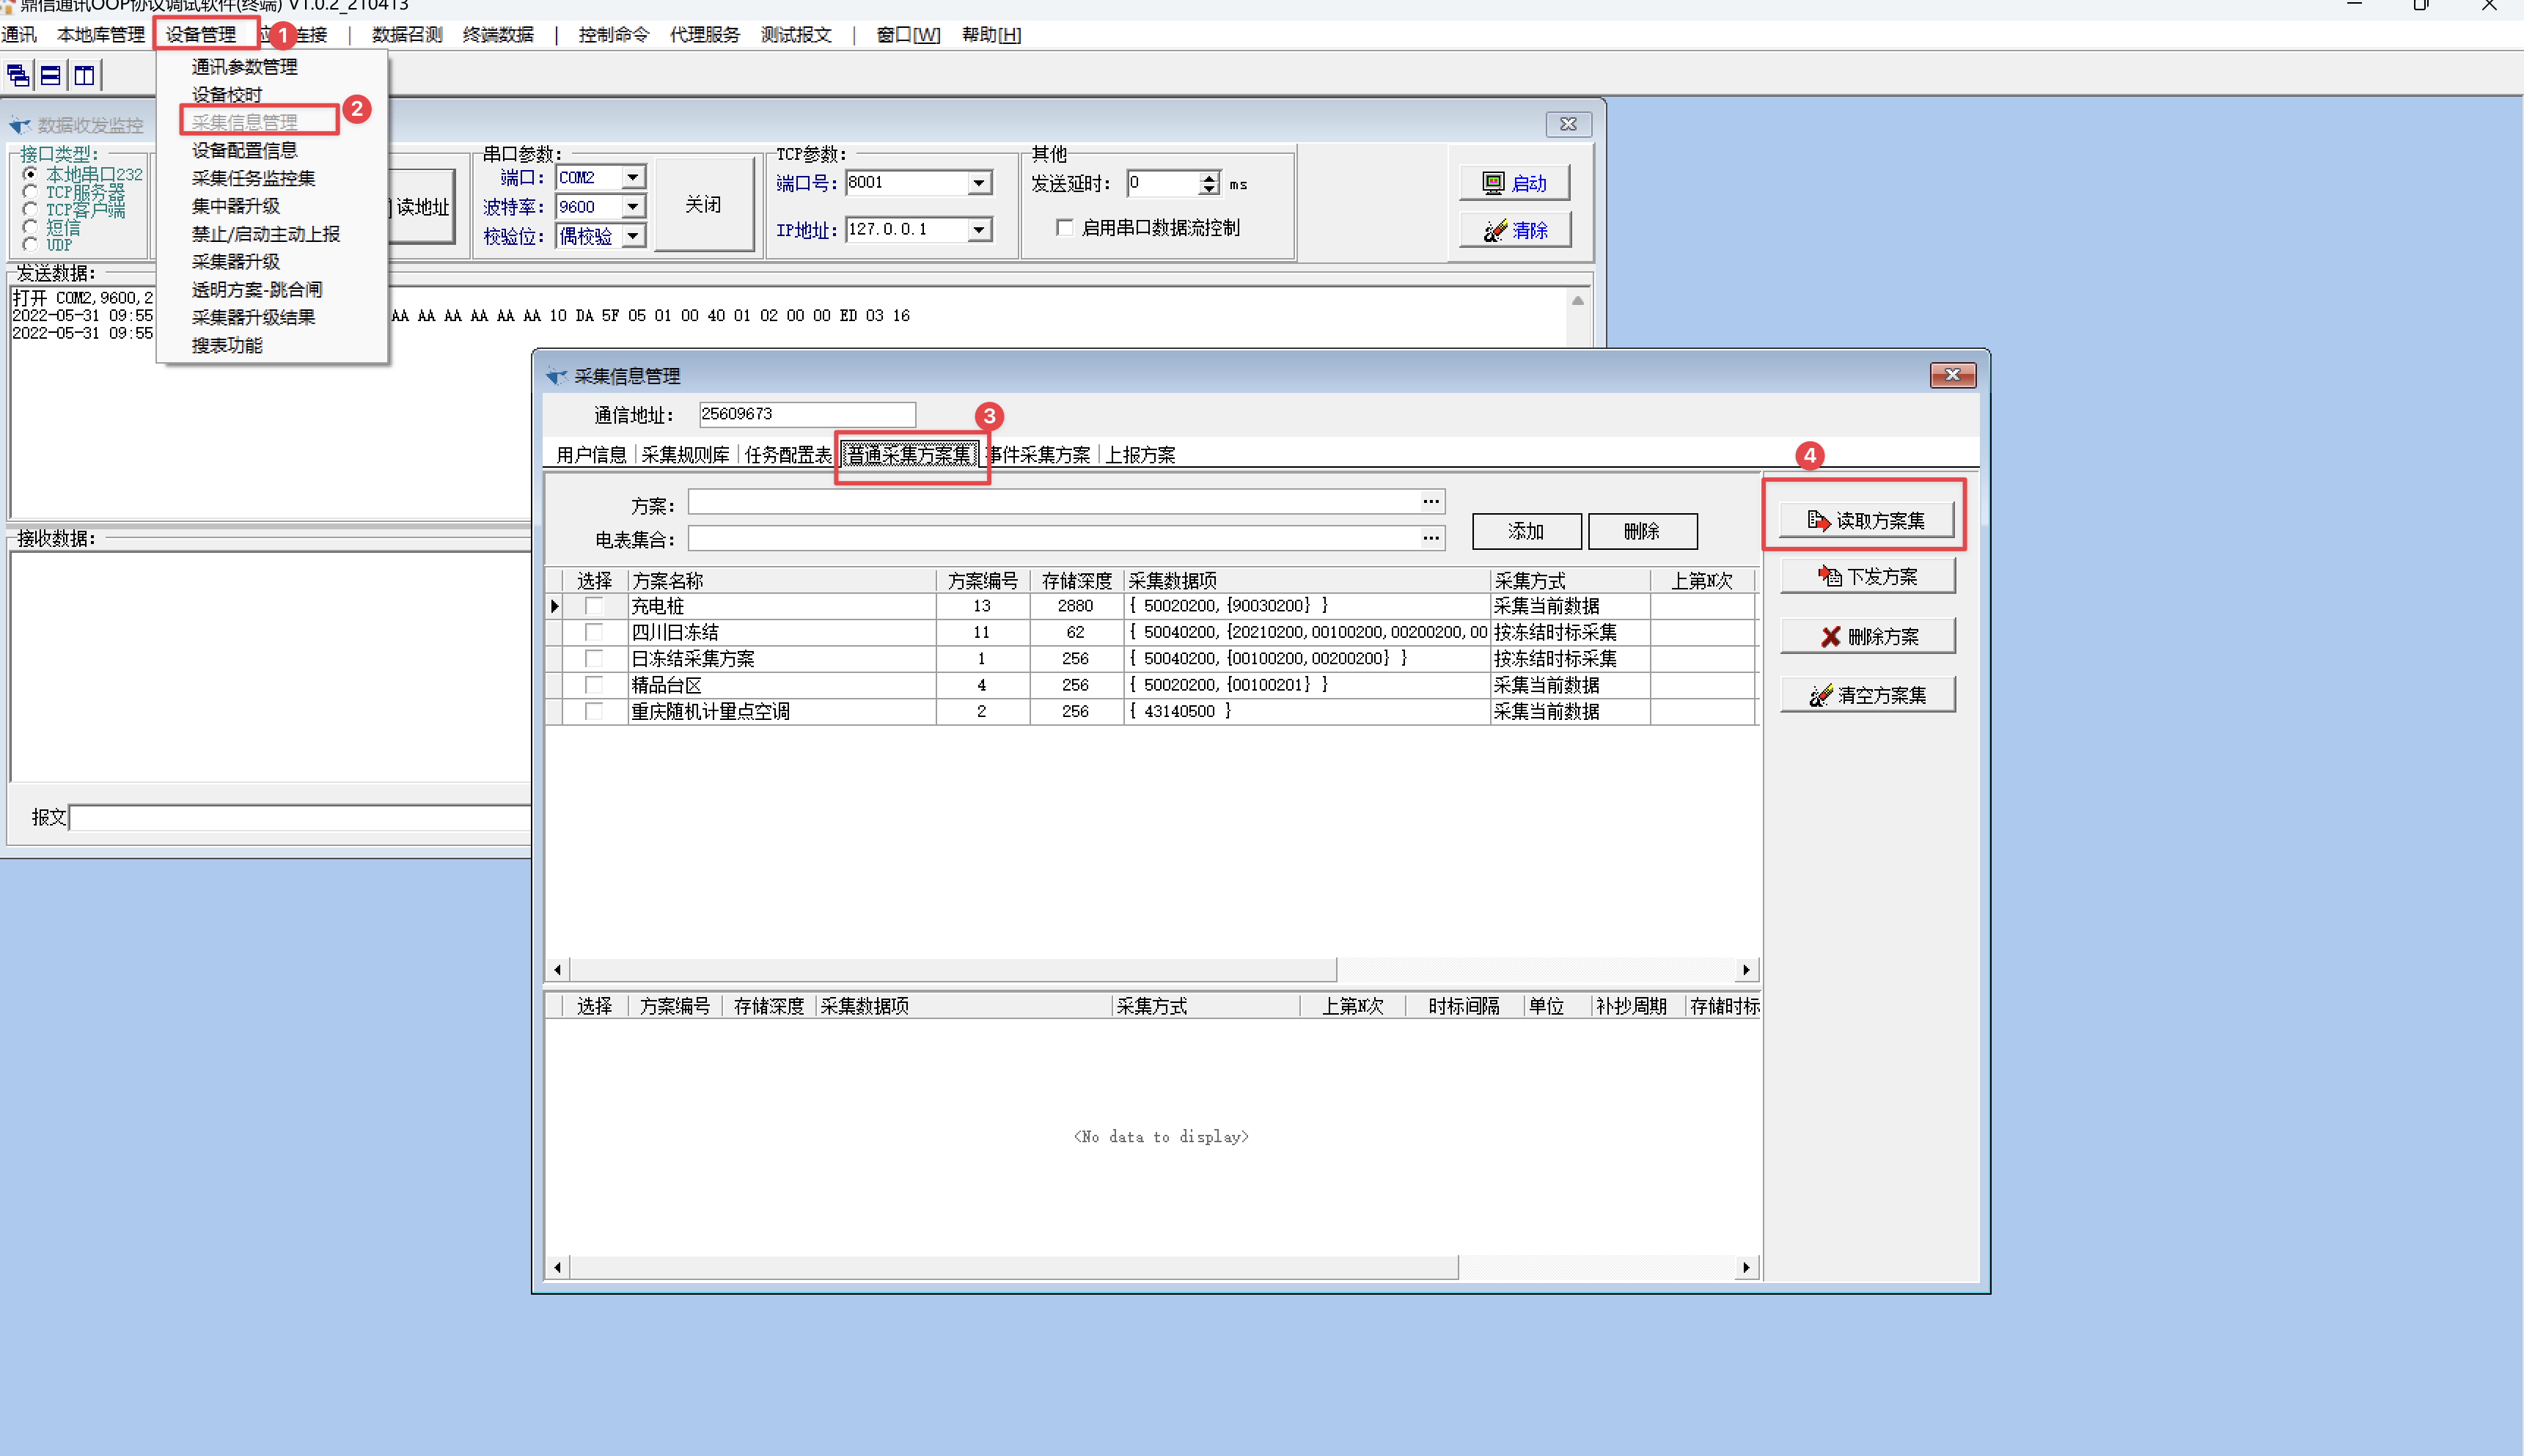 鼎信通讯OOP协议调试软件(终端) V1.0.2_210413
通讯 本地库管理 设备管理 1 连接 | 数据召测 终端数据 | 控制命令 代理服务 测试报文 | 窗口[W] 帮助[H]
通讯参数管理
设备校时
采集信息管理 2
设备配置信息
采集任务监控集
集中器升级
禁止/启动主动上报
采集器升级
透明方案-跳合闸
采集器升级结果
搜表功能
数据收发监控
接口类型:
本地串口232
TCP服务器
TCP客户端
短信
UDP
读地址
串口参数:
端口: COM2
波特率: 9600
校验位: 偶校验
关闭
TCP参数:
端口号: 8001
IP地址: 127.0.0.1
其他
发送延时: 0 ms
启用串口数据流控制
启动
清除
发送数据:
打开 COM2,9600,2
2022-05-31 09:55 AA AA AA AA AA AA 10 DA 5F 05 01 00 40 01 02 00 00 ED 03 16
2022-05-31 09:55
接收数据:
报文
采集信息管理
通信地址: 25609673
3
用户信息 采集规则库 任务配置表 普通采集方案集 事件采集方案 上报方案
4
方案: ...
电表集合: ...
添加 删除
读取方案集
下发方案
删除方案
清空方案集
选择 方案名称 方案编号 存储深度 采集数据项 采集方式 上第N次
充电桩 13 2880 { 50020200, {90030200} } 采集当前数据
四川日冻结 11 62 { 50040200, {20210200,00100200,00200200,00 按冻结时标采集
日冻结采集方案 1 256 { 50040200, {00100200,00200200} } 按冻结时标采集
精品台区 4 256 { 50020200, {00100201} } 采集当前数据
重庆随机计量点空调 2 256 { 43140500 } 采集当前数据
选择 方案编号 存储深度 采集数据项 采集方式 上第N次 时标间隔 单位 补抄周期 存储时标
<No data to display>